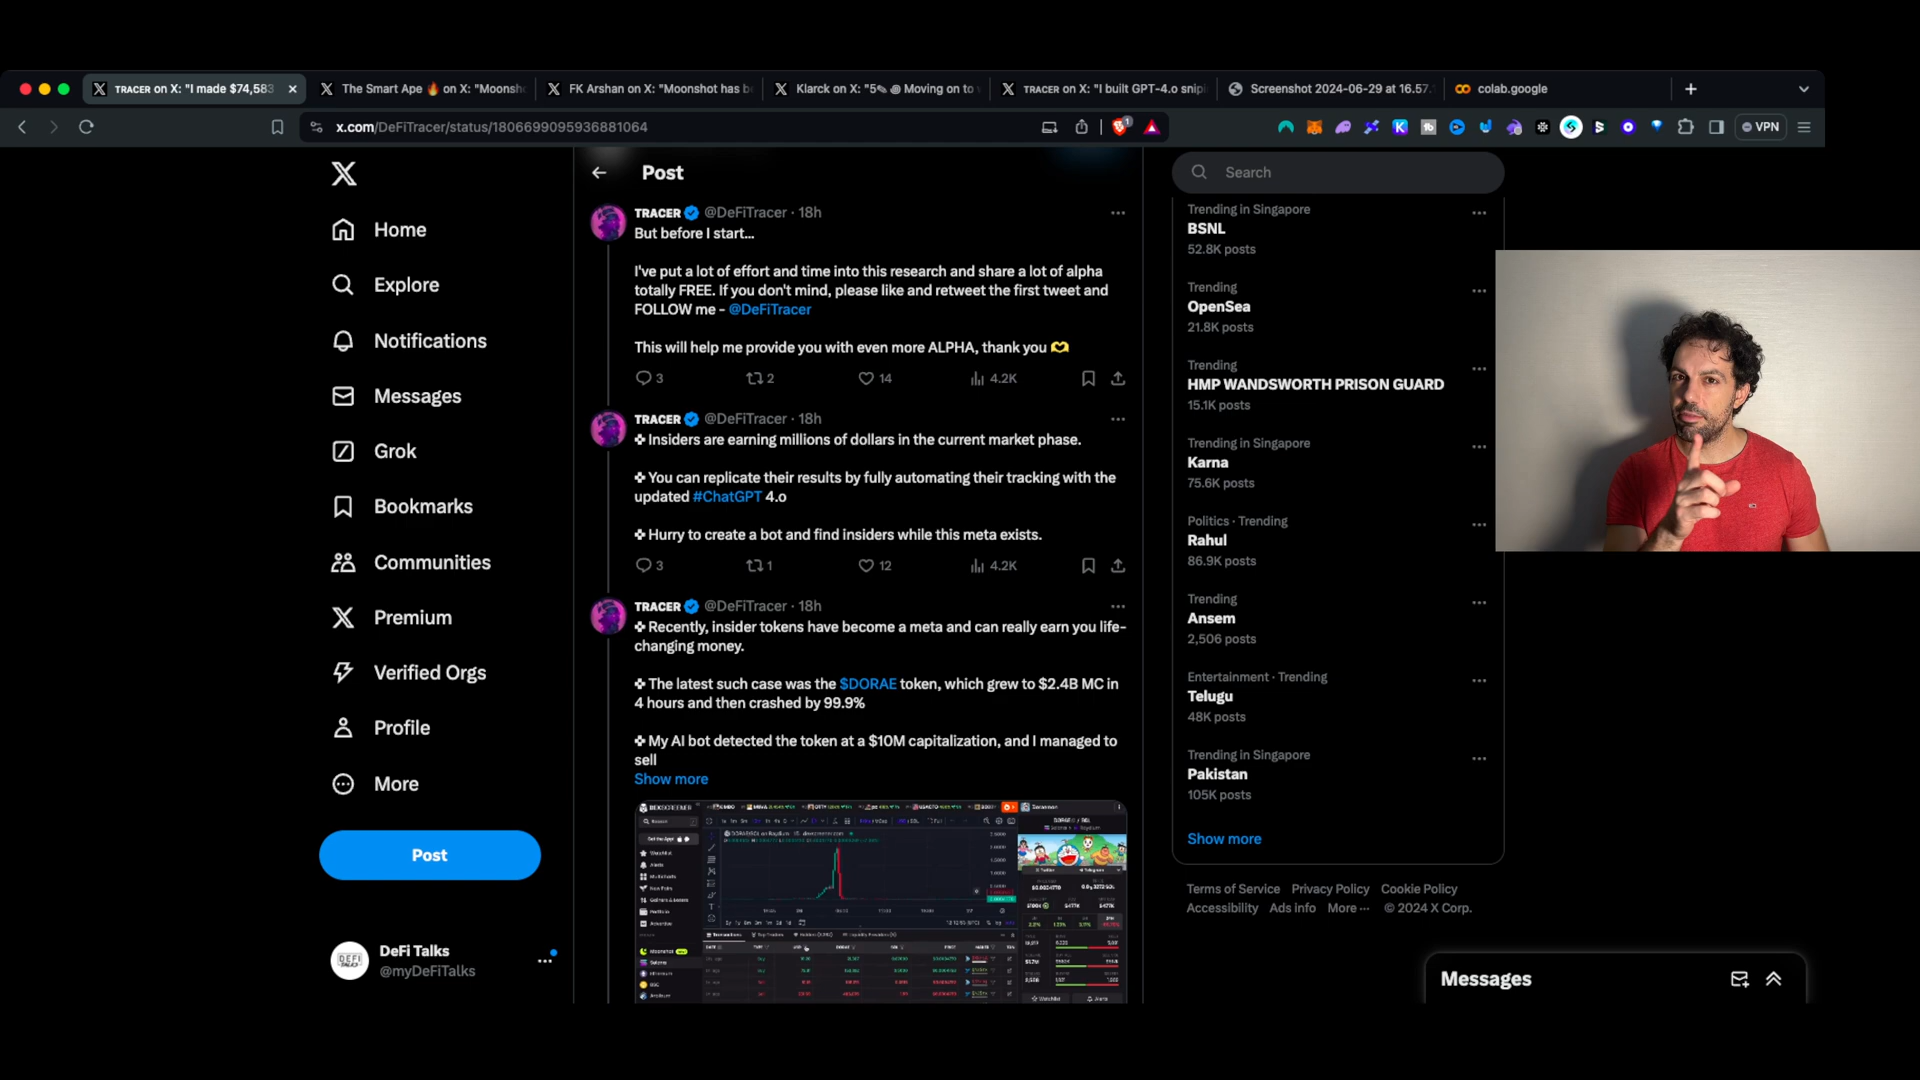 TRACER on X: "I made $74,583
The Smart Ape 🔥 on X: "Moonsh
FK Arshan on X: "Moonshot has b
Klarck on X: "5
Moving on to
TRACER on X: "I built GPT-4.o snip
Screenshot 2024-06-29 at 16.57.
colab.google
x.com/DeFiTracer/status/1806699095936881064
VPN
Home
Explore
Notifications
Messages
Grok
Bookmarks
Communities
Premium
Verified Orgs
Profile
More
Post
DeFi Talks
@myDeFiTalks
Post
TRACER @DeFiTracer · 18h
But before I start...
I've put a lot of effort and time into this research and share a lot of alpha
totally FREE. If you don't mind, please like and retweet the first tweet and
FOLLOW me - @DeFiTracer
This will help me provide you with even more ALPHA, thank you 🫶
3 2 14 4.2K
TRACER @DeFiTracer · 18h
✤ Insiders are earning millions of dollars in the current market phase.
✤ You can replicate their results by fully automating their tracking with the
updated #ChatGPT 4.o
✤ Hurry to create a bot and find insiders while this meta exists.
3 1 12 4.2K
TRACER @DeFiTracer · 18h
✤ Recently, insider tokens have become a meta and can really earn you life-
changing money.
✤ The latest such case was the $DORAE token, which grew to $2.4B MC in
4 hours and then crashed by 99.9%
✤ My AI bot detected the token at a $10M capitalization, and I managed to
sell
Show more
DEXSCREENER
Search
Watchlist
Alerts
Multicharts
New Pairs
Moonshot
Solana
Ethereum
BSC
Arbitrum
Doraemon
Search
Trending in Singapore
BSNL
52.8K posts
Trending
OpenSea
21.8K posts
Trending
HMP WANDSWORTH PRISON GUARD
15.1K posts
Trending in Singapore
Karna
75.6K posts
Politics · Trending
Rahul
86.9K posts
Trending
Ansem
2,506 posts
Entertainment · Trending
Telugu
48K posts
Trending in Singapore
Pakistan
105K posts
Show more
Terms of Service Privacy Policy Cookie Policy
Accessibility Ads info More ··· © 2024 X Corp.
Messages